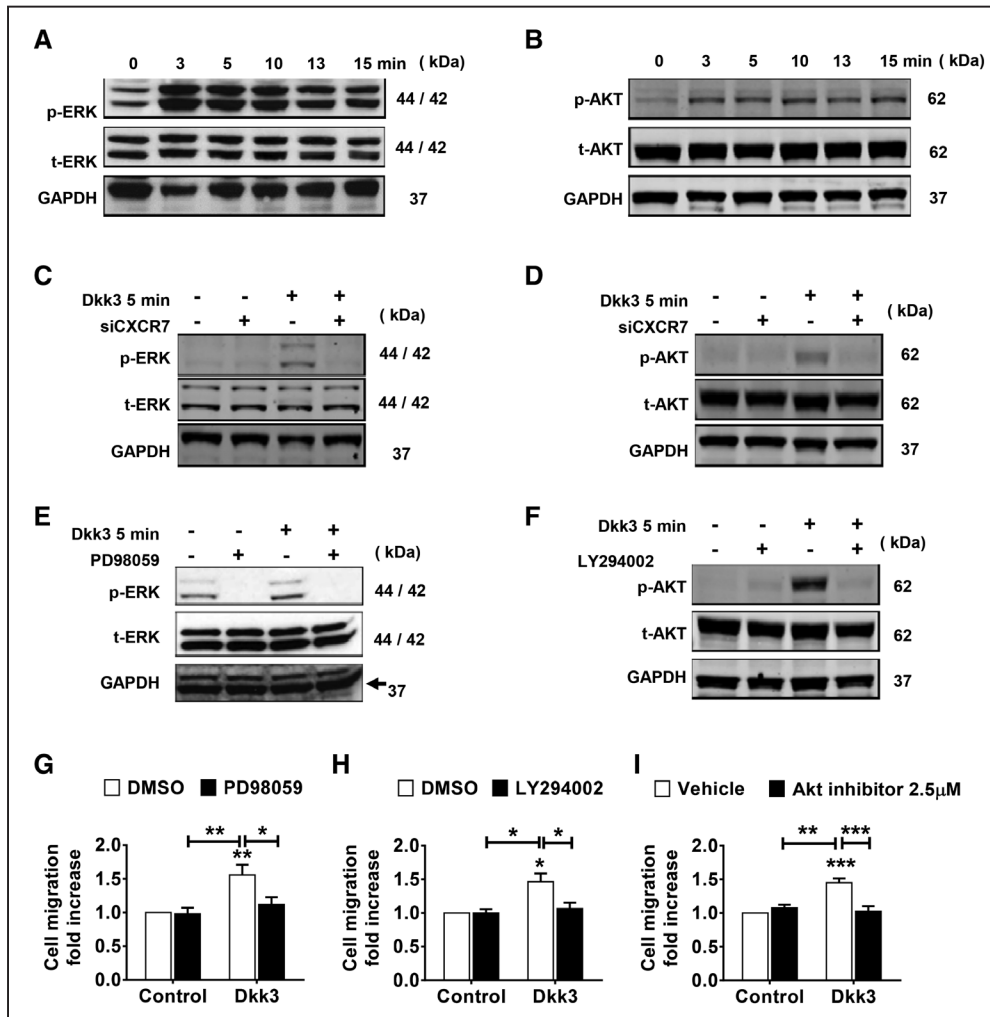 A
0 3 5 10 13 15 min ( kDa)
p-ERK 44 / 42
t-ERK 44 / 42
GAPDH 37
B
0 3 5 10 13 15 min ( kDa)
p-AKT 62
t-AKT 62
GAPDH 37
C
Dkk3 5 min - - + +
siCXCR7 - + - + ( kDa)
p-ERK 44 / 42
t-ERK 44 / 42
GAPDH 37
D
Dkk3 5 min - - + +
siCXCR7 - + - + ( kDa)
p-AKT 62
t-AKT 62
GAPDH 37
E
Dkk3 5 min - - + +
PD98059 - + - + ( kDa)
p-ERK 44 / 42
t-ERK 44 / 42
GAPDH 37
F
Dkk3 5 min - - + +
LY294002 - + - + ( kDa)
p-AKT 62
t-AKT 62
GAPDH 37
G
DMSO PD98059
** *
**
Cell migration
fold increase
2.0
1.5
1.0
0.5
0.0
Control Dkk3
H
DMSO LY294002
* *
*
Cell migration
fold increase
2.0
1.5
1.0
0.5
0.0
Control Dkk3
I
Vehicle Akt inhibitor 2.5μM
** ***
***
Cell migration
fold increase
2.0
1.5
1.0
0.5
0.0
Control Dkk3